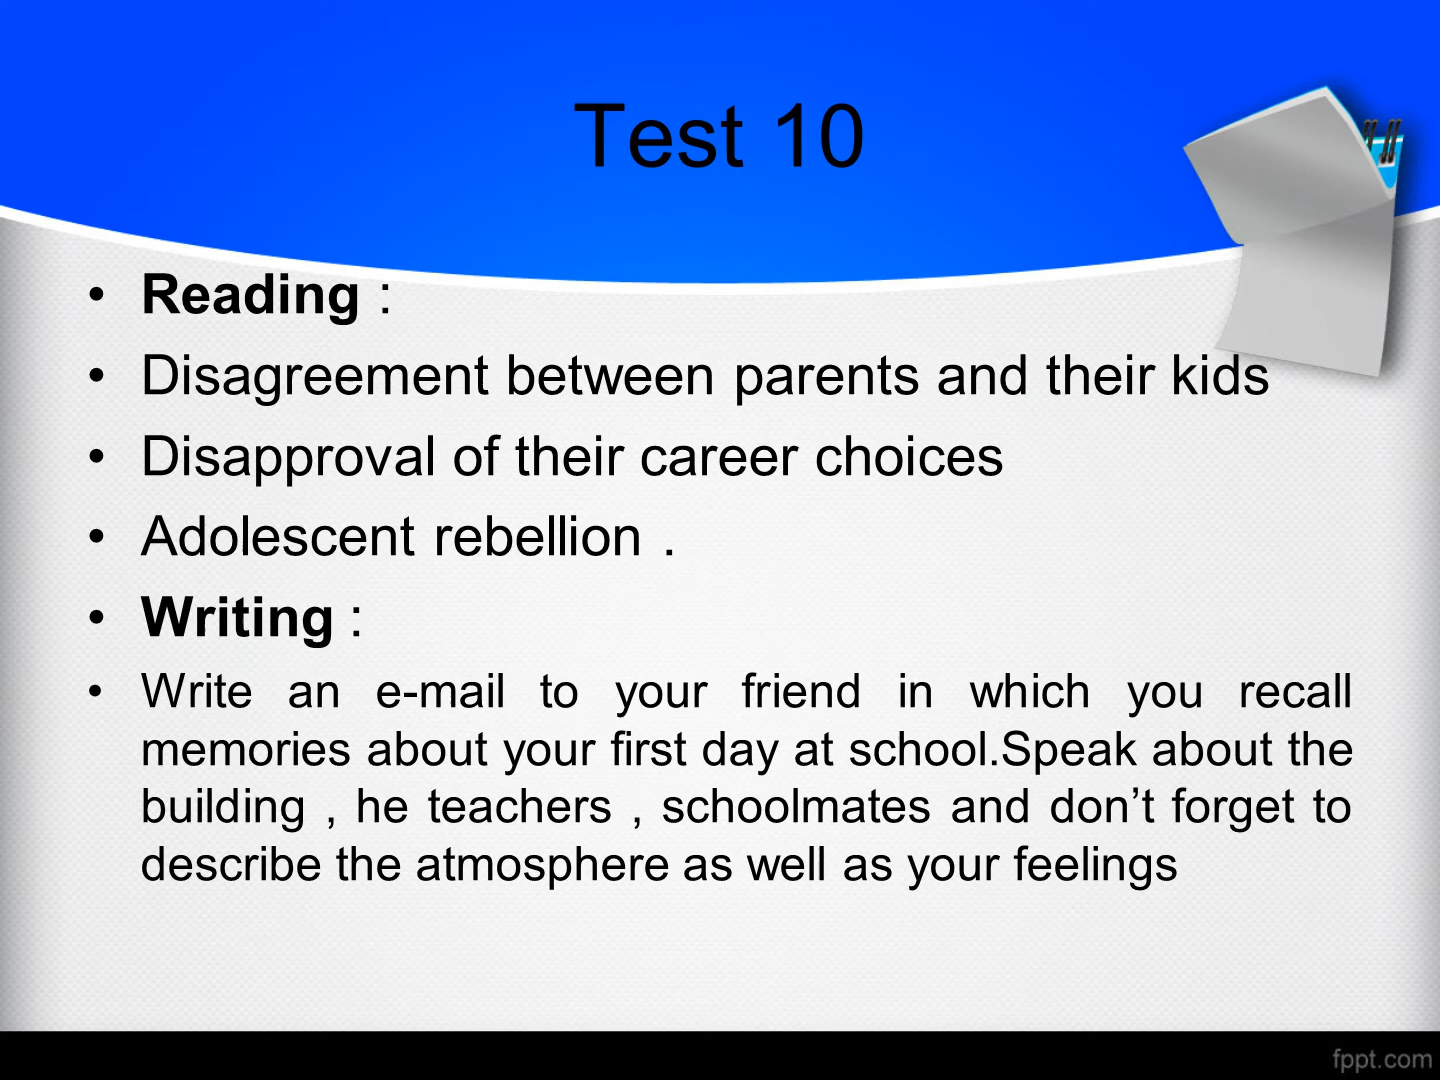 Test 10
• Reading :
• Disagreement between parents and their kids
• Disapproval of their career choices
• Adolescent rebellion .
• Writing :
• Write an e-mail to your friend in which you recall
memories about your first day at school.Speak about the
building , he teachers , schoolmates and don’t forget to
describe the atmosphere as well as your feelings
fppt.com